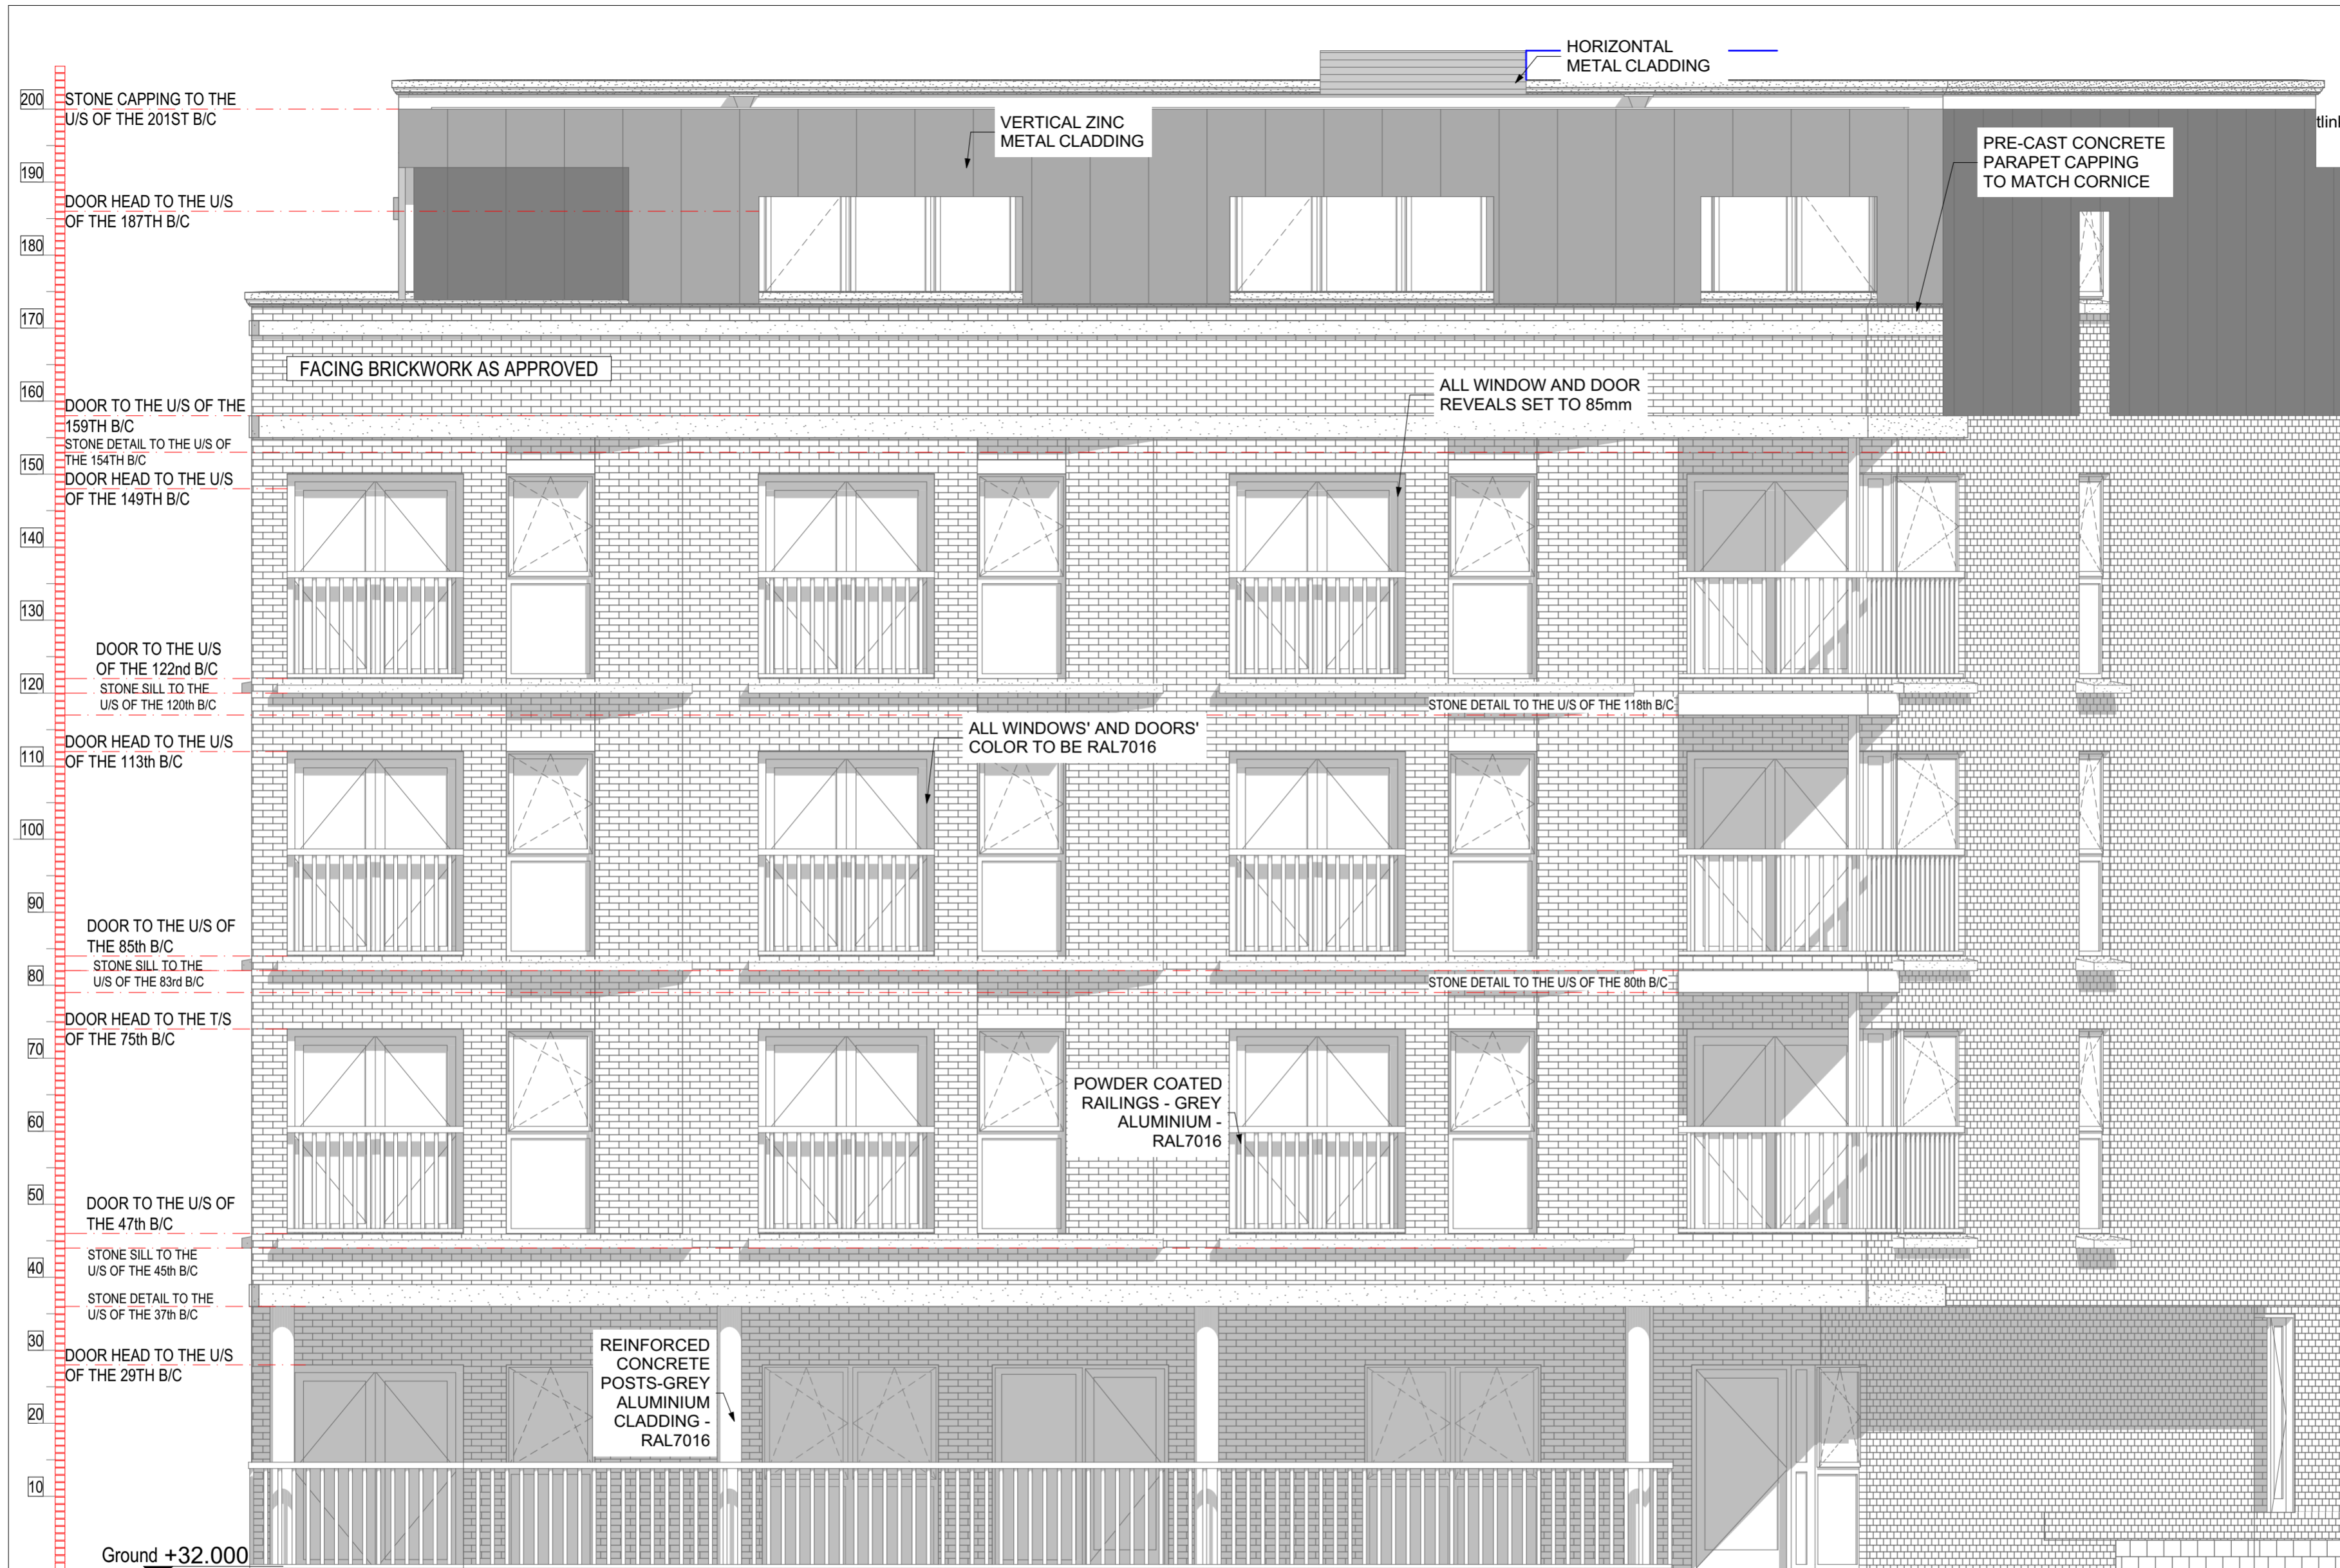 HORIZONTAL
METAL CLADDING
200
STONE CAPPING TO THE
U/S OF THE 201ST B/C
VERTICAL ZINC
METAL CLADDING
PRE-CAST CONCRETE
PARAPET CAPPING
TO MATCH CORNICE
190
DOOR HEAD TO THE U/S
OF THE 187TH B/C
180
170
FACING BRICKWORK AS APPROVED
160
ALL WINDOW AND DOOR
REVEALS SET TO 85mm
DOOR TO THE U/S OF THE
159TH B/C
STONE DETAIL TO THE U/S OF
THE 154TH B/C
150
DOOR HEAD TO THE U/S
OF THE 149TH B/C
140
130
DOOR TO THE U/S
OF THE 122nd B/C
120
STONE SILL TO THE
U/S OF THE 120th B/C
STONE DETAIL TO THE U/S OF THE 118th B/C
ALL WINDOWS' AND DOORS'
COLOR TO BE RAL7016
DOOR HEAD TO THE U/S
OF THE 113th B/C
110
100
90
DOOR TO THE U/S OF
THE 85th B/C
STONE SILL TO THE
U/S OF THE 83rd B/C
80
STONE DETAIL TO THE U/S OF THE 80th B/C
DOOR HEAD TO THE T/S
OF THE 75th B/C
70
POWDER COATED
RAILINGS - GREY
ALUMINIUM -
RAL7016
60
50
DOOR TO THE U/S OF
THE 47th B/C
STONE SILL TO THE
U/S OF THE 45th B/C
40
STONE DETAIL TO THE
U/S OF THE 37th B/C
30
DOOR HEAD TO THE U/S
OF THE 29TH B/C
REINFORCED
CONCRETE
POSTS-GREY
ALUMINIUM
CLADDING -
RAL7016
20
10
Ground +32.000